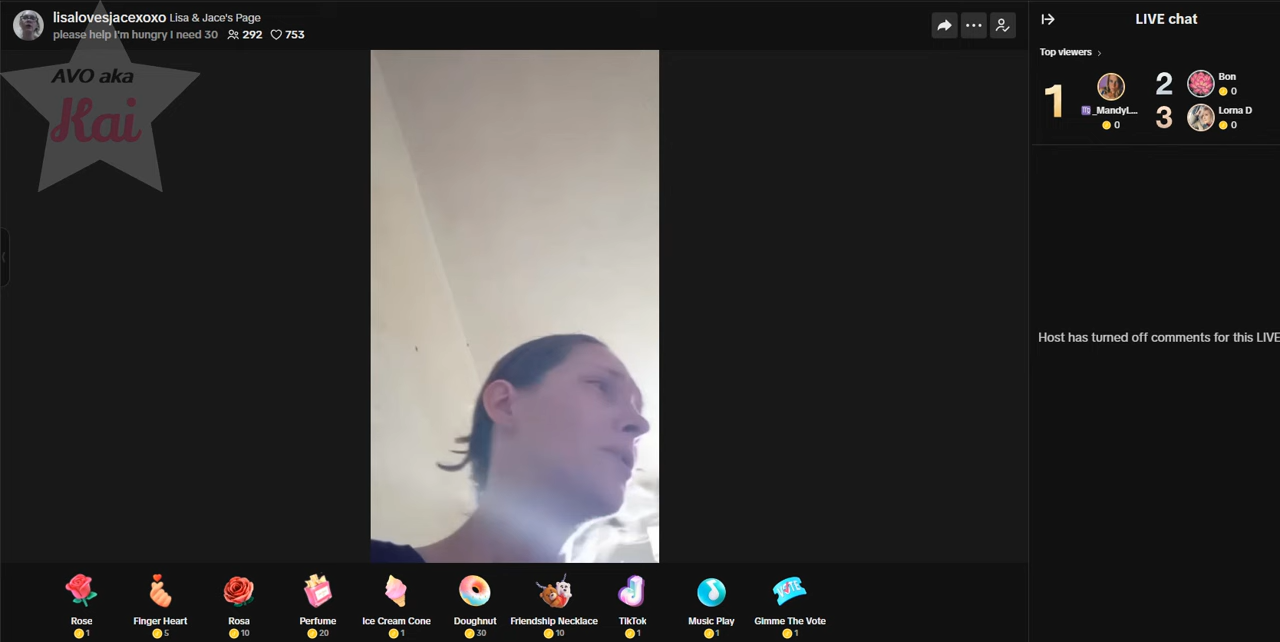 lisalovesjacexoxo Lisa & Jace's Page
please help I'm hungry I need 30 292 753
AVO aka
Kai
LIVE chat
Top viewers
1
_MandyL...
0
2
Bon
0
3
Lorna D
0
Host has turned off comments for this LIVE
Rose
1
Finger Heart
5
Rosa
10
Perfume
20
Ice Cream Cone
1
Doughnut
30
Friendship Necklace
10
TikTok
1
Music Play
1
Gimme The Vote
1